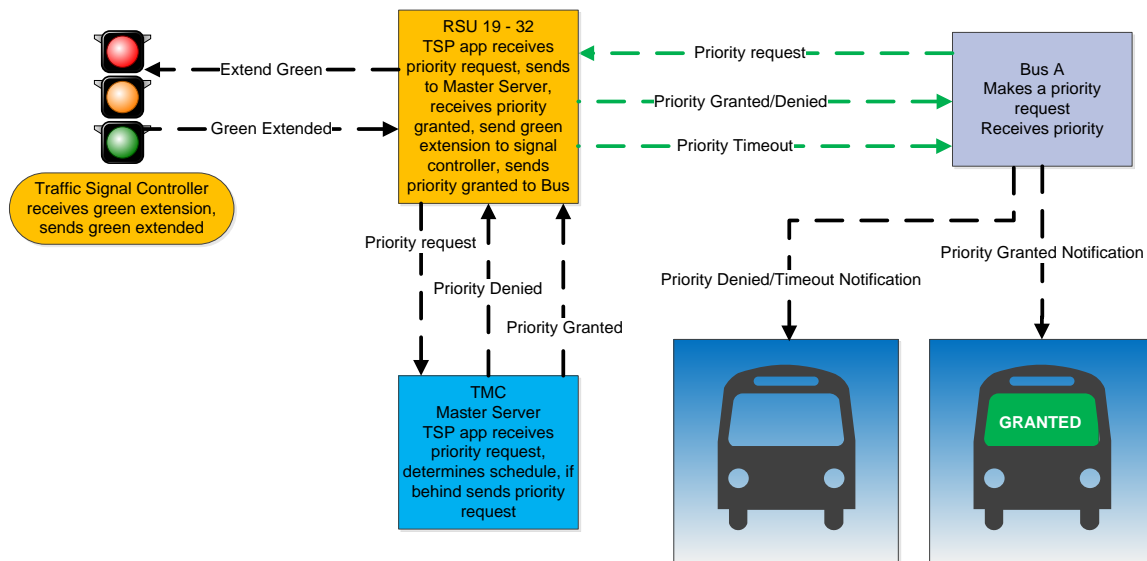 RSU 19 - 32
TSP app receives
priority request, sends
to Master Server,
receives priority
granted, send green
extension to signal
controller, sends
priority granted to Bus
Extend Green
Green Extended
Traffic Signal Controller
receives green extension,
sends green extended
Priority request
Priority Granted/Denied
Priority Timeout
Bus A
Makes a priority
request
Receives priority
Priority request
Priority Denied
Priority Granted
Priority Denied/Timeout Notification
Priority Granted Notification
TMC
Master Server
TSP app receives
priority request,
determines schedule, if
behind sends priority
request
GRANTED